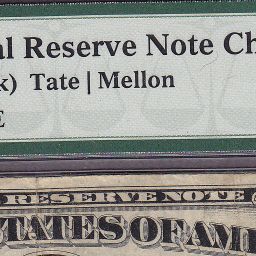 al Reserve Note Ch
k) Tate | Mellon
E
RESERVE NOTE
STATES OF AM